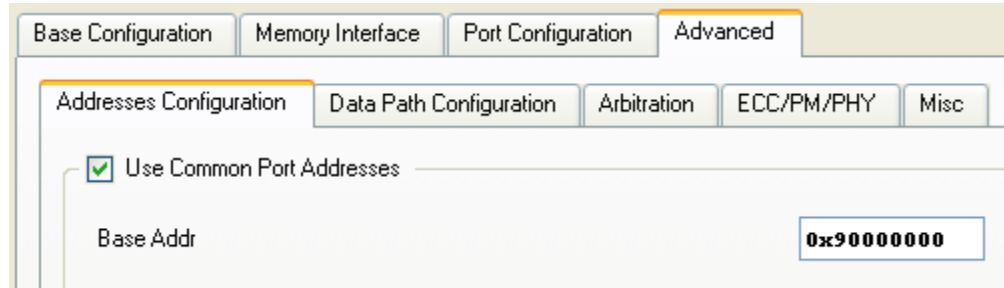 Base Configuration Memory Interface Port Configuration Advanced
Addresses Configuration Data Path Configuration Arbitration ECC/PM/PHY Misc
Use Common Port Addresses
Base Addr 0x90000000